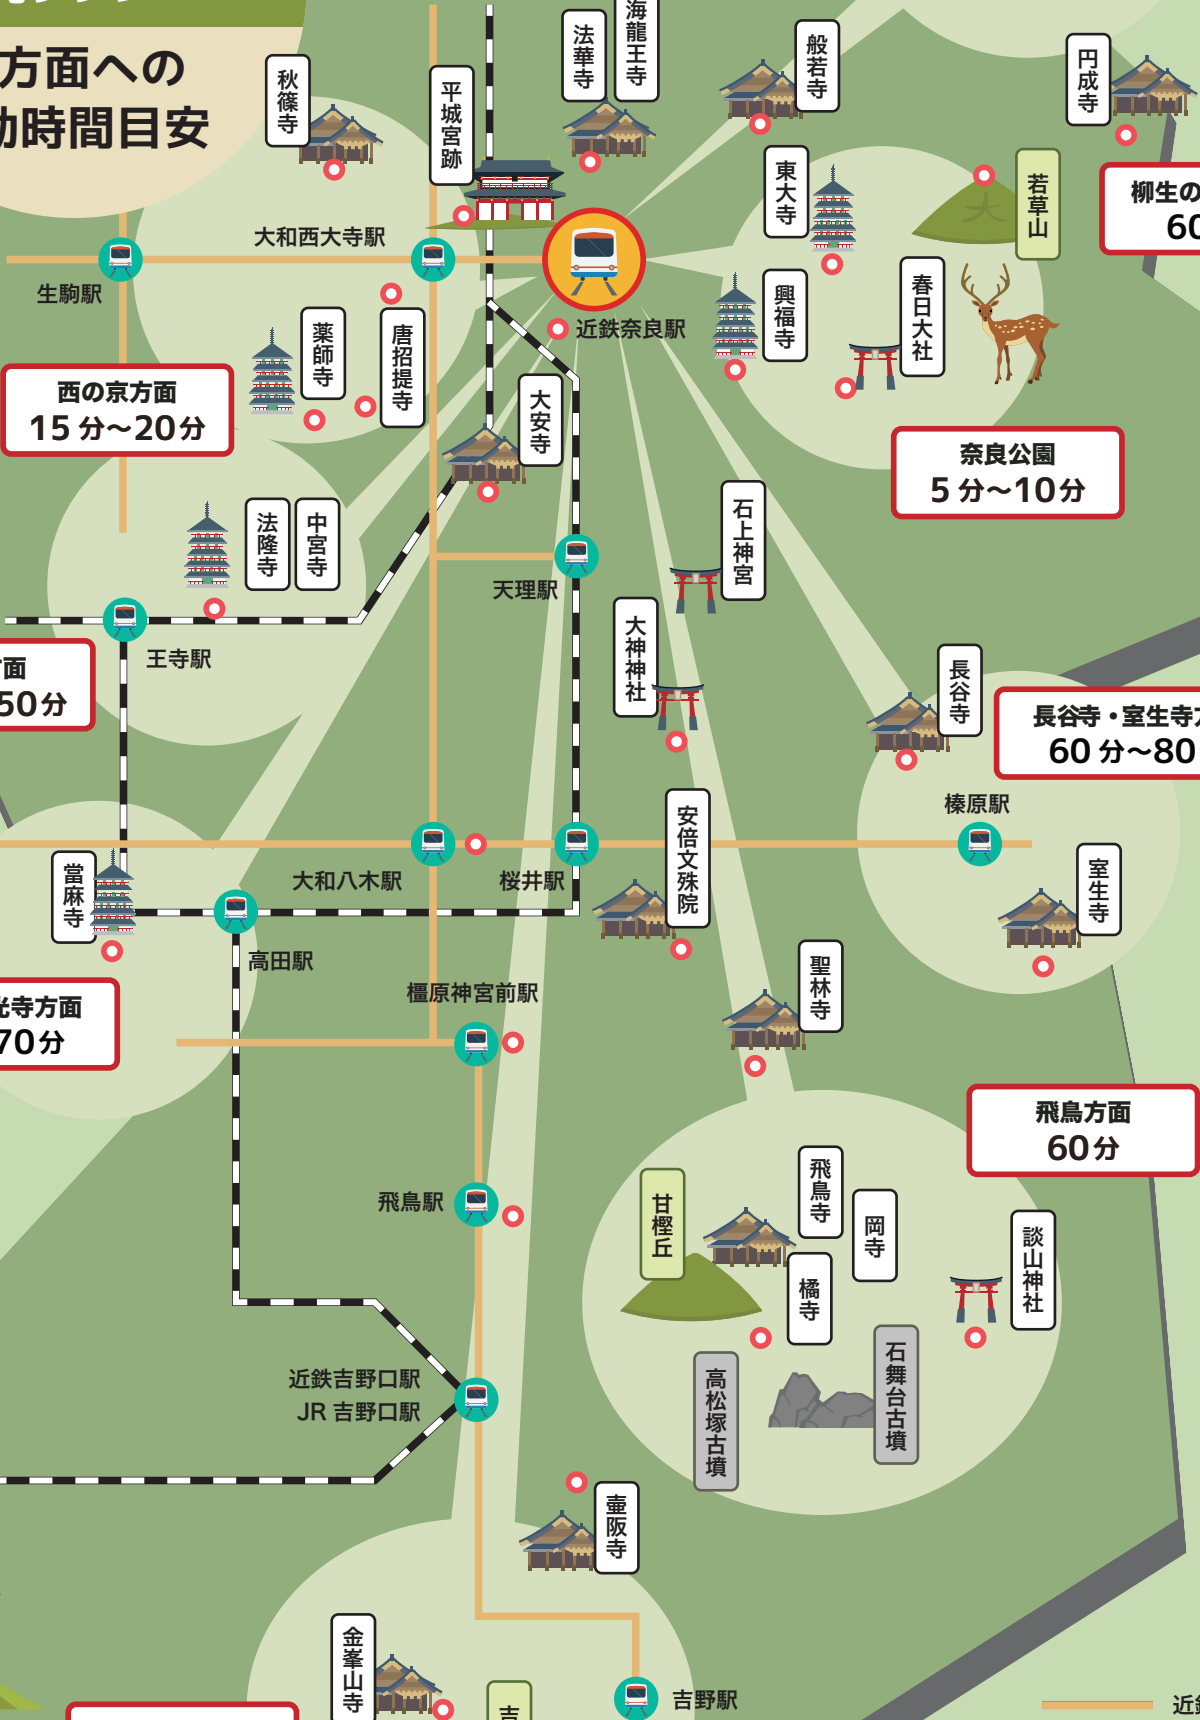 方面への
動時間目安
秋篠寺
平城宮跡
法華寺
海龍王寺
般若寺
円成寺
東大寺
若草山
柳生の
60
大和西大寺駅
生駒駅
近鉄奈良駅
興福寺
春日大社
薬師寺
唐招提寺
西の京方面
15分〜20分
大安寺
奈良公園
5分〜10分
法隆寺
中宮寺
石上神宮
天理駅
大神神社
王寺駅
面
50分
長谷寺
長谷寺・室生寺方
60分〜80
榛原駅
安倍文殊院
大和八木駅
桜井駅
當麻寺
室生寺
高田駅
聖林寺
橿原神宮前駅
光寺方面
70分
飛鳥方面
60分
飛鳥寺
甘樫丘
岡寺
飛鳥駅
橘寺
談山神社
石舞台古墳
高松塚古墳
近鉄吉野口駅
JR 吉野口駅
壷阪寺
金峯山寺
吉
吉野駅
近鉄